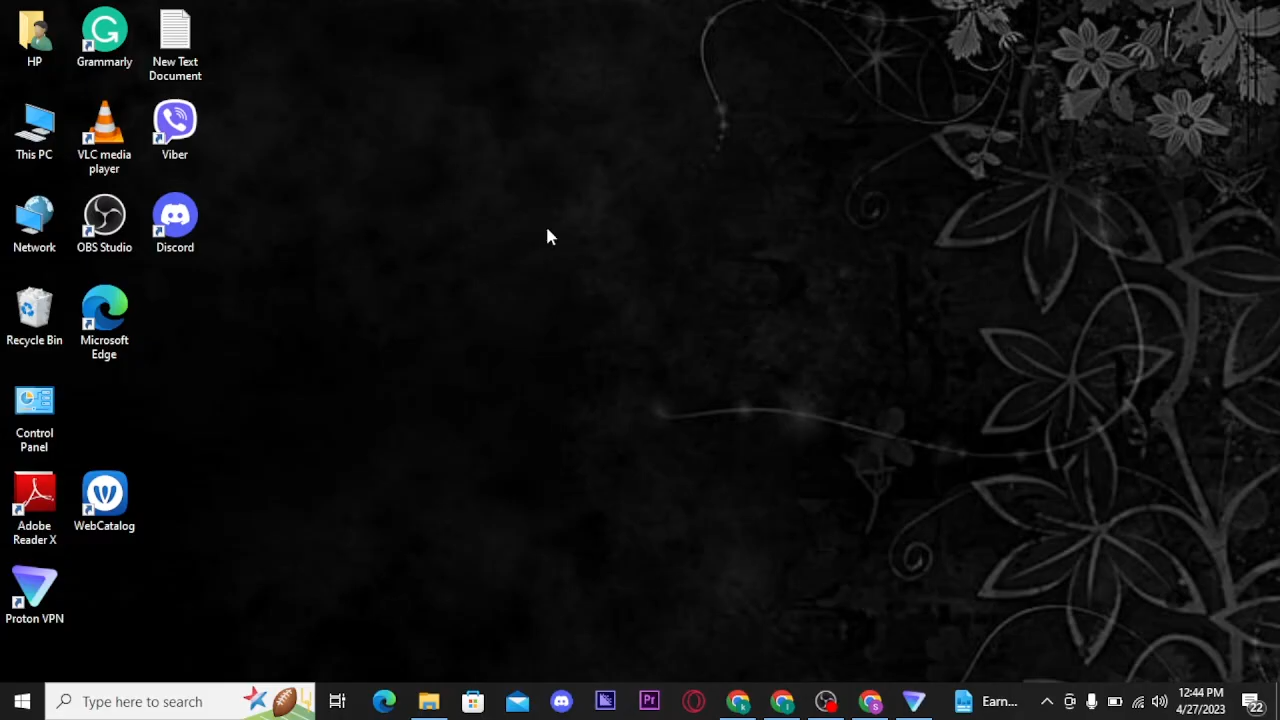 HP
Grammarly
New Text
Document
This PC
VLC media
player
Viber
Network
OBS Studio
Discord
Recycle Bin
Microsoft
Edge
Control
Panel
Adobe
Reader X
WebCatalog
Proton VPN
Type here to search
Pr
Earn...
12:44 PM
4/27/2023
22